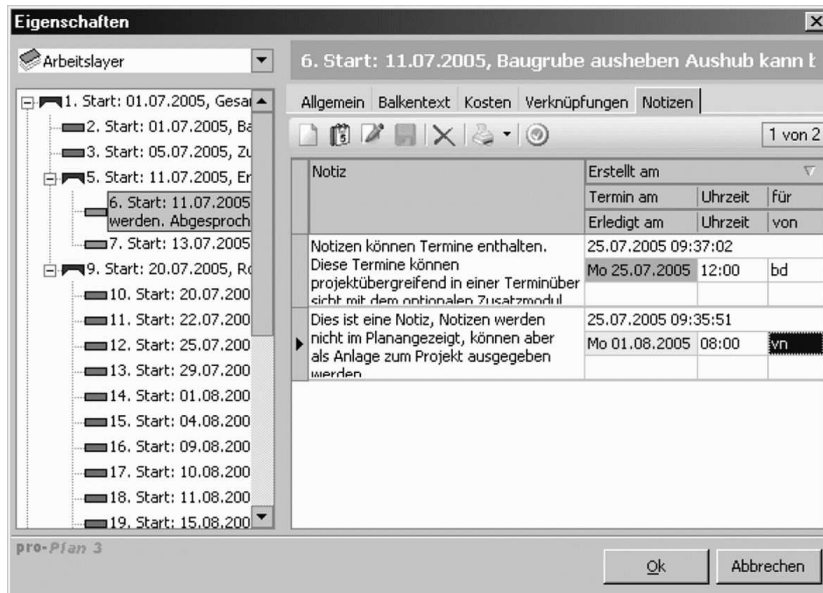 Eigenschaften
Arbeitslayer
6. Start: 11.07.2005, Baugrube ausheben Aushub kann
1. Start: 01.07.2005, Gesar
2. Start: 01.07.2005, Ba
3. Start: 05.07.2005, Zu
5. Start: 11.07.2005, Er
6. Start: 11.07.2005
werden. Abgesproch
7. Start: 13.07.2005
9. Start: 20.07.2005, Ro
10. Start: 20.07.200
11. Start: 22.07.200
12. Start: 25.07.200
13. Start: 29.07.200
14. Start: 01.08.200
15. Start: 04.08.200
16. Start: 09.08.200
17. Start: 10.08.200
18. Start: 11.08.200
19. Start: 15.08.200
Allgemein Balkentext Kosten Verknüpfungen Notizen
1 von 2
Notiz Erstellt am
Termin am Uhrzeit für
Erledigt am Uhrzeit von
Notizen können Termine enthalten. 25.07.2005 09:37:02
Diese Termine können Mo 25.07.2005 12:00 bd
projektübergreifend in einer Terminüber
sicht mit dem optionalen Zusatzmodul
Dies ist eine Notiz, Notizen werden 25.07.2005 09:35:51
nicht im Planangezeigt, können aber Mo 01.08.2005 08:00 vn
als Anlage zum Projekt ausgegeben
werden
pro-Plan 3
Ok Abbrechen